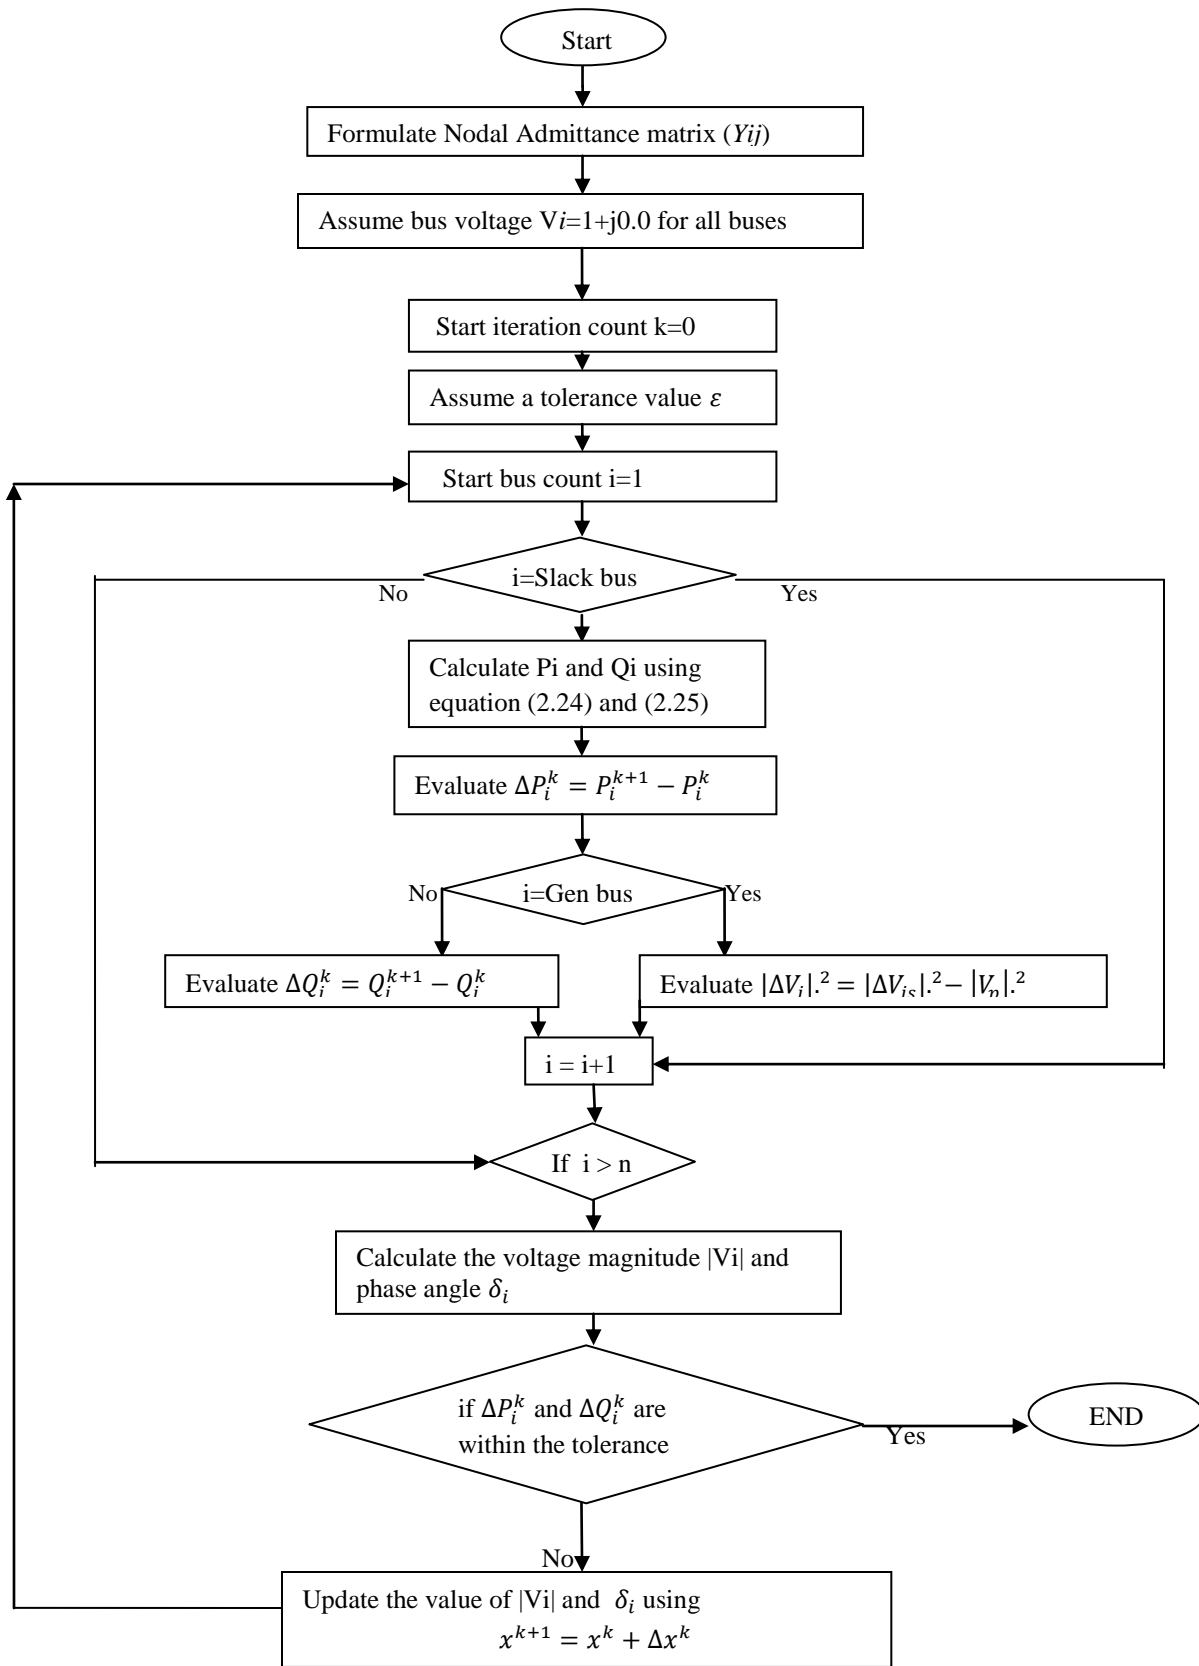 Start
Formulate Nodal Admittance matrix (Yij)
Assume bus voltage Vi=1+j0.0 for all buses
Start iteration count k=0
Assume a tolerance value ε
Start bus count i=1
i=Slack bus
No
Yes
Calculate Pi and Qi using
equation (2.24) and (2.25)
Evaluate ΔP_i^k = P_i^{k+1} − P_i^k
i=Gen bus
No
Yes
Evaluate ΔQ_i^k = Q_i^{k+1} − Q_i^k
Evaluate |ΔV_i|.² = |ΔV_is|.² − |V_p|.²
i = i+1
If i > n
Calculate the voltage magnitude |Vi| and
phase angle δ_i
if ΔP_i^k and ΔQ_i^k are
within the tolerance
Yes
END
No
Update the value of |Vi| and δ_i using
x^{k+1} = x^k + Δx^k